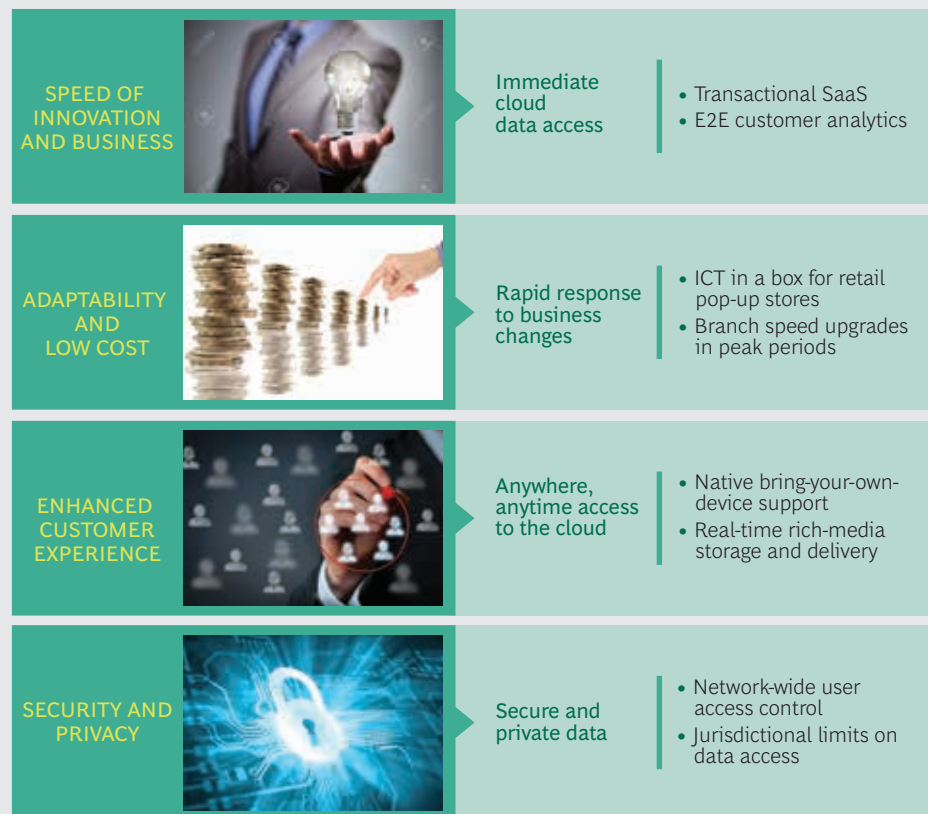 SPEED OF
INNOVATION
AND BUSINESS
Immediate
cloud
data access
• Transactional SaaS
• E2E customer analytics
ADAPTABILITY
AND
LOW COST
Rapid response
to business
changes
• ICT in a box for retail
pop-up stores
• Branch speed upgrades
in peak periods
ENHANCED
CUSTOMER
EXPERIENCE
Anywhere,
anytime access
to the cloud
• Native bring-your-own-
device support
• Real-time rich-media
storage and delivery
SECURITY AND
PRIVACY
Secure and
private data
• Network-wide user
access control
• Jurisdictional limits on
data access